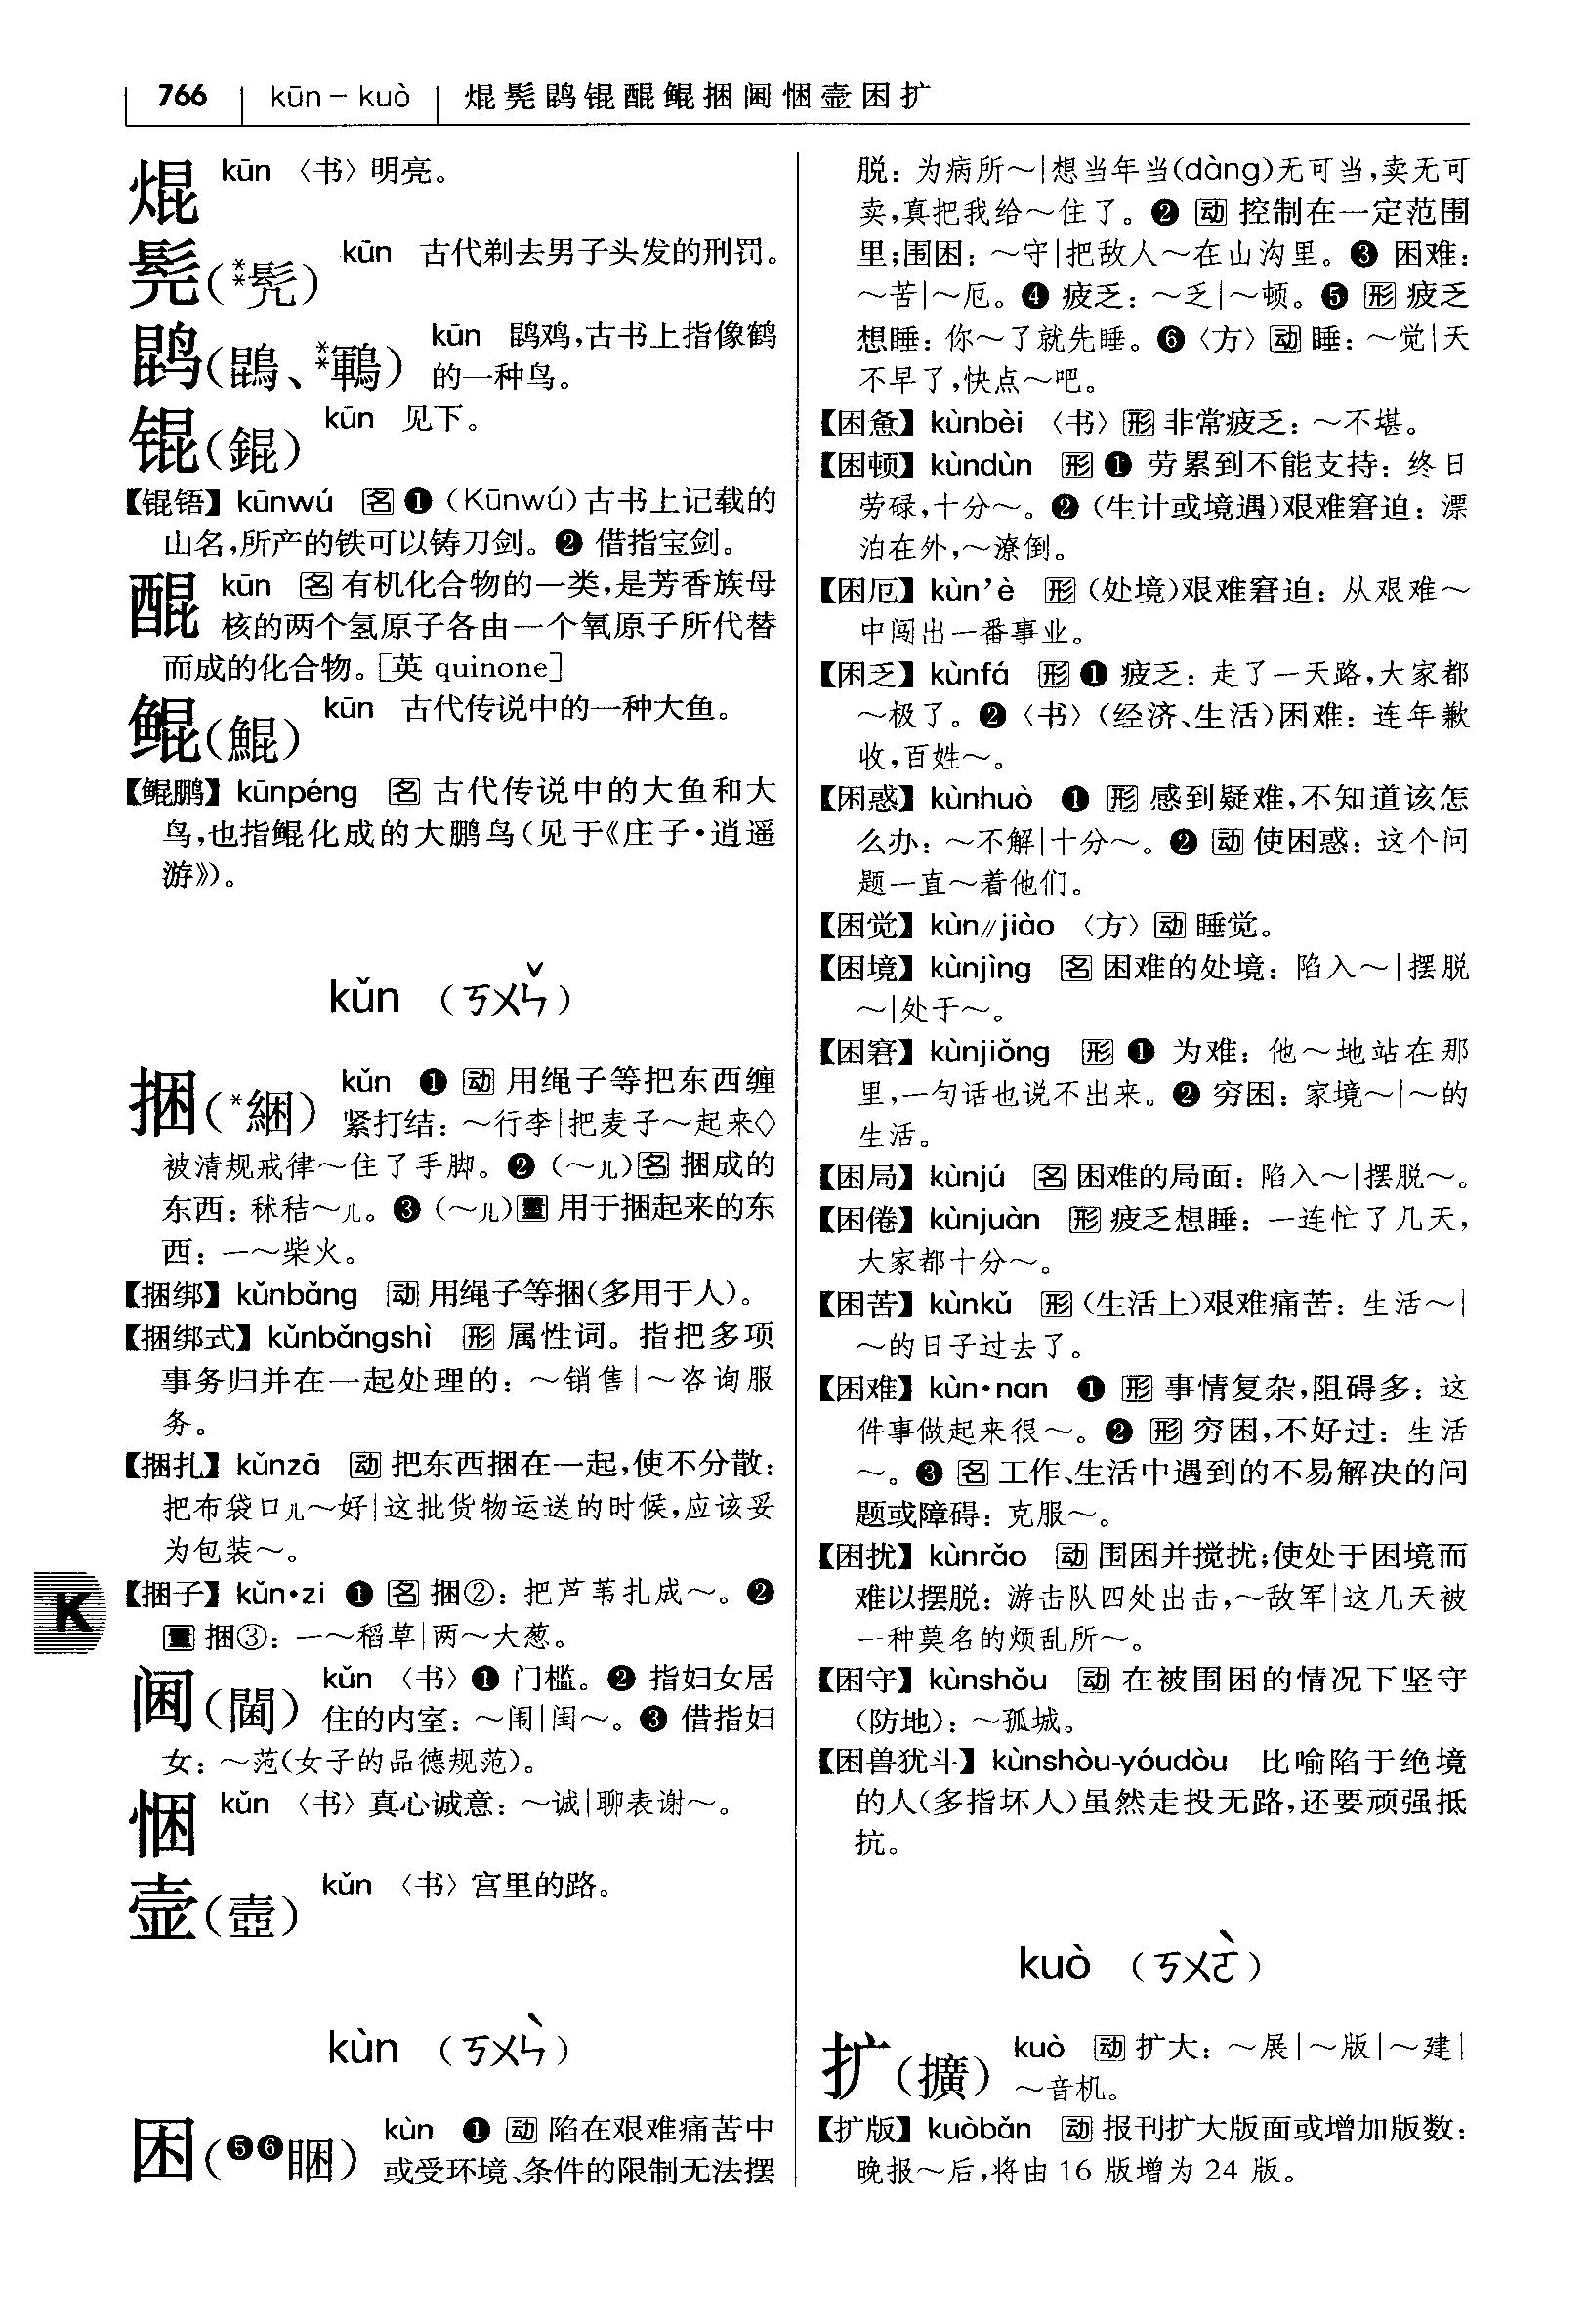 766 kūn – kuò 焜髡鹍锟醌鲲捆阃悃壸困扩
焜 kūn 〈书〉明亮。
髡(**髠) kūn 古代剃去男子头发的刑罚。
鹍(鵾、**鶤) kūn 鹍鸡,古书上指像鹤
的一种鸟。
锟(錕) kūn 见下。
【锟铻】kūnwú 名 ❶ (Kūnwú)古书上记载的
山名,所产的铁可以铸刀剑。❷ 借指宝剑。
醌 kūn 名 有机化合物的一类,是芳香族母
核的两个氢原子各由一个氧原子所代替
而成的化合物。[英 quinone]
鲲(鯤) kūn 古代传说中的一种大鱼。
【鲲鹏】kūnpéng 名 古代传说中的大鱼和大
鸟,也指鲲化成的大鹏鸟(见于《庄子·逍遥
游》)。
kǔn (ㄎㄨㄣˇ)
捆(*綑) kǔn ❶ 动 用绳子等把东西缠
紧打结: ～行李|把麦子～起来◇
被清规戒律～住了手脚。❷ (～儿)名 捆成的
东西: 秫秸～儿。❸ (～儿)量 用于捆起来的东
西: 一～柴火。
【捆绑】kǔnbǎng 动 用绳子等捆(多用于人)。
【捆绑式】kǔnbǎngshì 形 属性词。指把多项
事务归并在一起处理的: ～销售|～咨询服
务。
【捆扎】kǔnzā 动 把东西捆在一起,使不分散:
把布袋口儿～好|这批货物运送的时候,应该妥
为包装～。
【捆子】kǔn·zi ❶ 名 捆②: 把芦苇扎成～。❷
量 捆③: 一～稻草|两～大葱。
K
阃(閫) kǔn 〈书〉❶ 门槛。❷ 指妇女居
住的内室: ～闱|闺～。❸ 借指妇
女: ～范(女子的品德规范)。
悃 kǔn 〈书〉真心诚意: ～诚|聊表谢～。
壸(壼) kǔn 〈书〉宫里的路。
kùn (ㄎㄨㄣˋ)
困(❺❻睏) kùn ❶ 动 陷在艰难痛苦中
或受环境、条件的限制无法摆
脱: 为病所～|想当年当(dàng)无可当,卖无可
卖,真把我给～住了。❷ 动 控制在一定范围
里;围困: ～守|把敌人～在山沟里。❸ 困难:
～苦|～厄。❹ 疲乏: ～乏|～顿。❺ 形 疲乏
想睡: 你～了就先睡。❻〈方〉动 睡: ～觉|天
不早了,快点～吧。
【困惫】kùnbèi 〈书〉形 非常疲乏: ～不堪。
【困顿】kùndùn 形 ❶ 劳累到不能支持: 终日
劳碌,十分～。❷ (生计或境遇)艰难窘迫: 漂
泊在外,～潦倒。
【困厄】kùn’è 形 (处境)艰难窘迫: 从艰难～
中闯出一番事业。
【困乏】kùnfá 形 ❶ 疲乏: 走了一天路,大家都
～极了。❷〈书〉(经济、生活)困难: 连年歉
收,百姓～。
【困惑】kùnhuò ❶ 形 感到疑难,不知道该怎
么办: ～不解|十分～。❷ 动 使困惑: 这个问
题一直～着他们。
【困觉】kùn//jiào 〈方〉动 睡觉。
【困境】kùnjìng 名 困难的处境: 陷入～|摆脱
～|处于～。
【困窘】kùnjiǒng 形 ❶ 为难: 他～地站在那
里,一句话也说不出来。❷ 穷困: 家境～|～的
生活。
【困局】kùnjú 名 困难的局面: 陷入～|摆脱～。
【困倦】kùnjuàn 形 疲乏想睡: 一连忙了几天,
大家都十分～。
【困苦】kùnkǔ 形 (生活上)艰难痛苦: 生活～|
～的日子过去了。
【困难】kùn·nan ❶ 形 事情复杂,阻碍多: 这
件事做起来很～。❷ 形 穷困,不好过: 生活
～。❸ 名 工作、生活中遇到的不易解决的问
题或障碍: 克服～。
【困扰】kùnrǎo 动 围困并搅扰;使处于困境而
难以摆脱: 游击队四处出击,～敌军|这几天被
一种莫名的烦乱所～。
【困守】kùnshǒu 动 在被围困的情况下坚守
(防地): ～孤城。
【困兽犹斗】kùnshòu-yóudòu 比喻陷于绝境
的人(多指坏人)虽然走投无路,还要顽强抵
抗。
kuò (ㄎㄨㄛˋ)
扩(擴) kuò 动 扩大: ～展|～版|～建|
～音机。
【扩版】kuòbǎn 动 报刊扩大版面或增加版数:
晚报～后,将由 16 版增为 24 版。